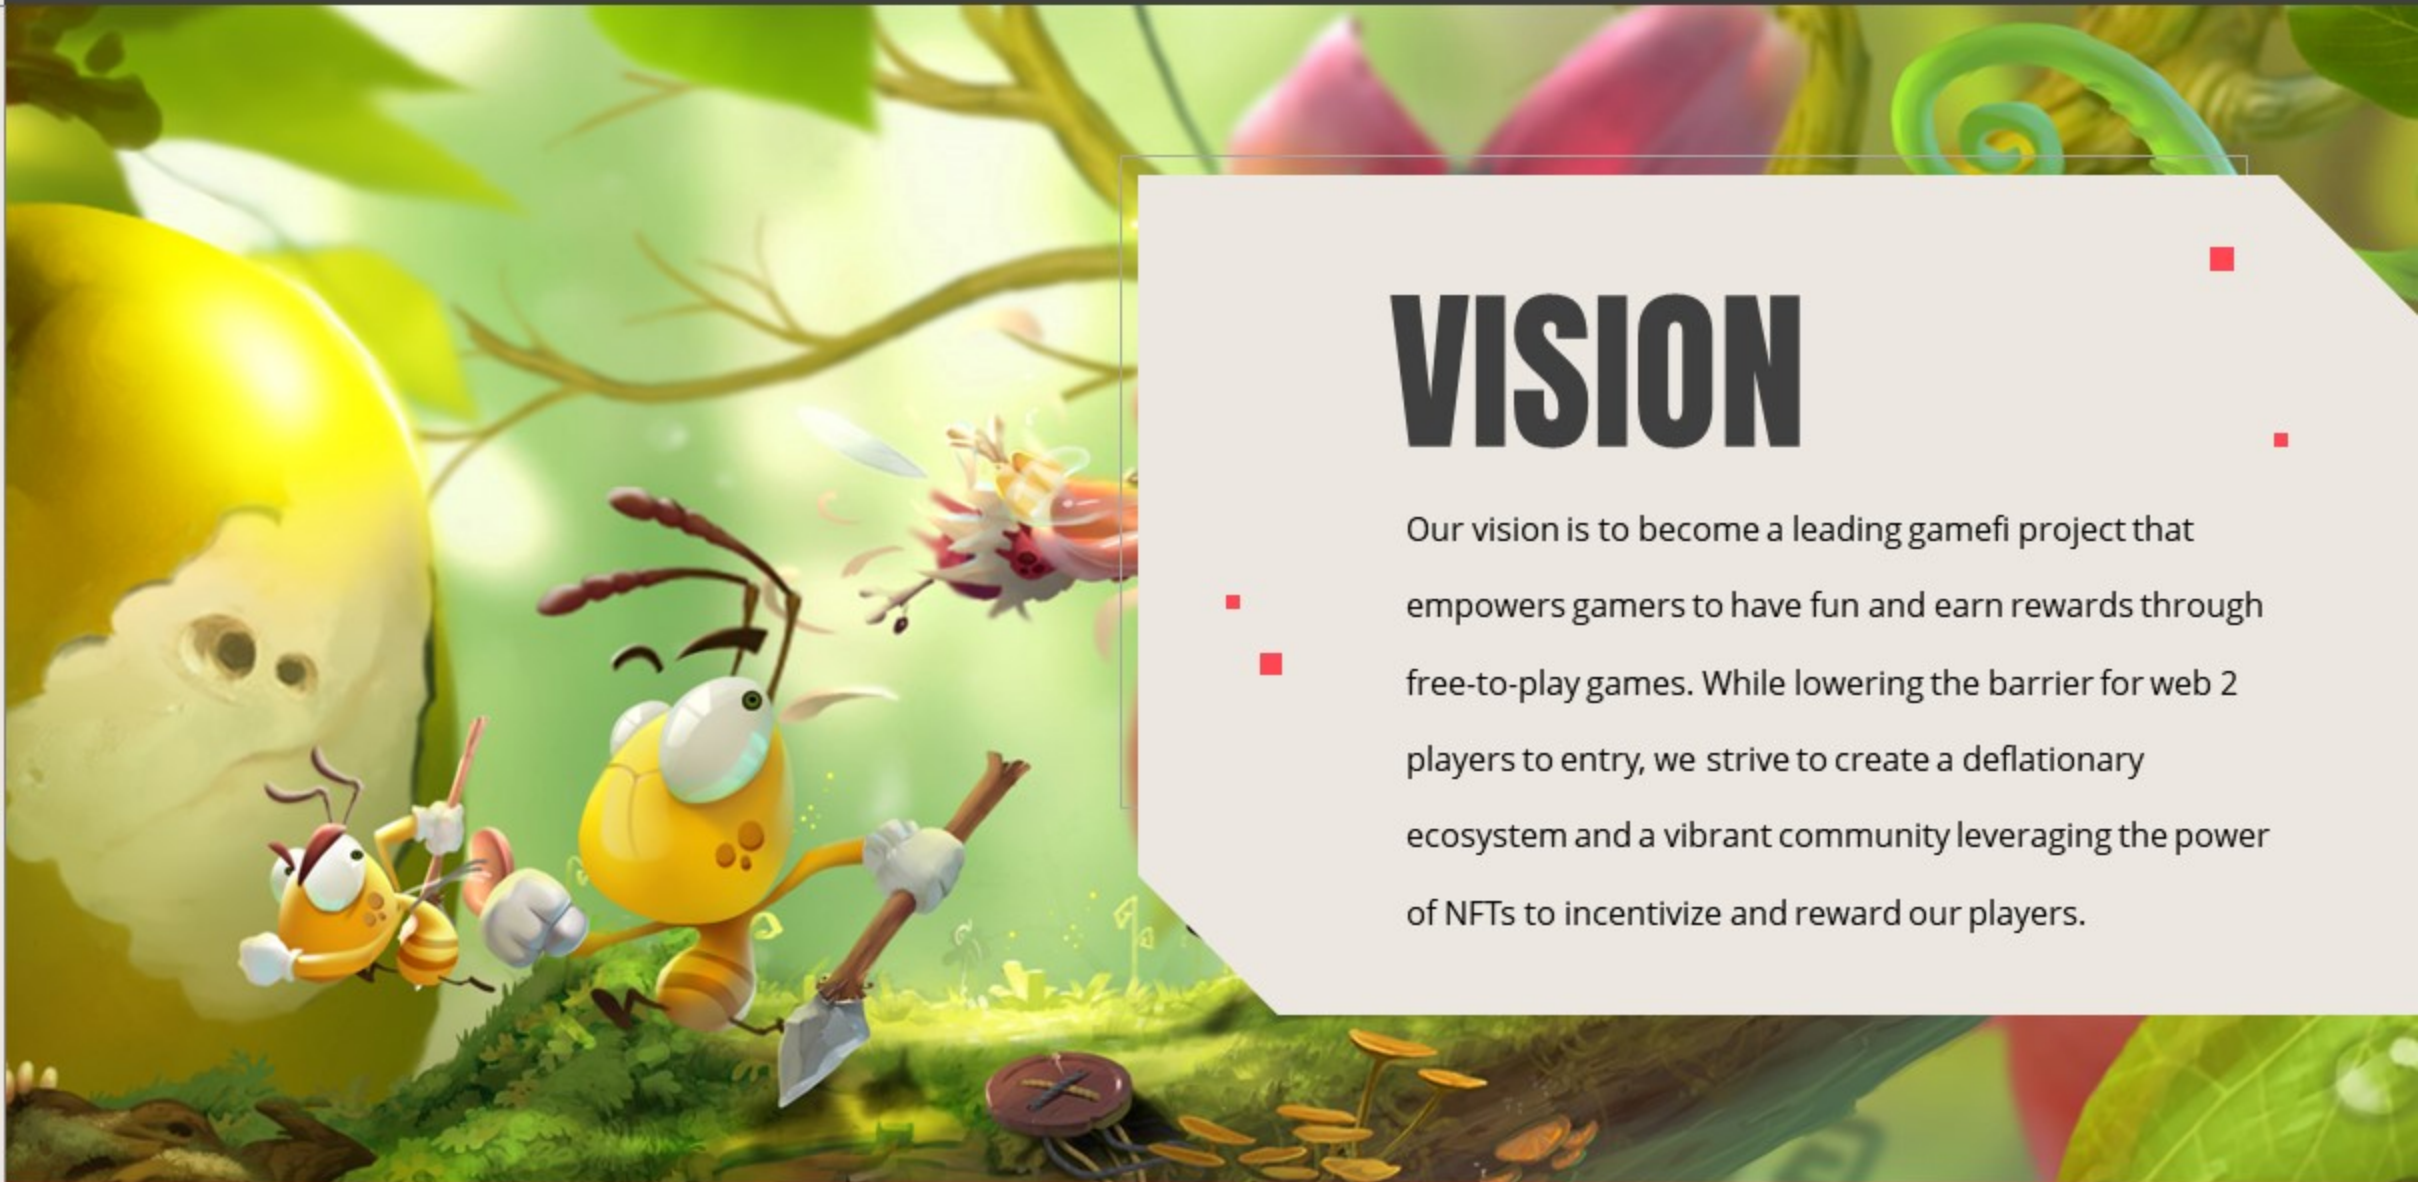 VISION
Our vision is to become a leading gamefi project that
empowers gamers to have fun and earn rewards through
free-to-play games. While lowering the barrier for web 2
players to entry, we strive to create a deflationary
ecosystem and a vibrant community leveraging the power
of NFTs to incentivize and reward our players.